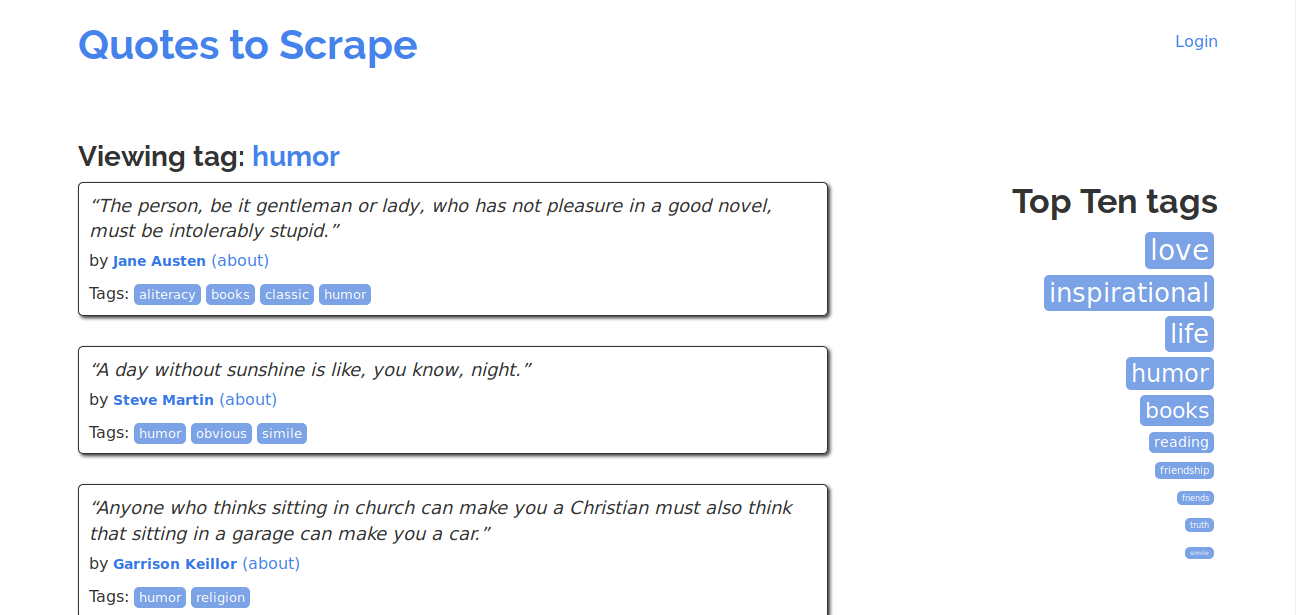 Quotes to Scrape
Login
Viewing tag: humor
“The person, be it gentleman or lady, who has not pleasure in a good novel,
must be intolerably stupid.”
by Jane Austen (about)
Tags: aliteracy books classic humor
“A day without sunshine is like, you know, night.”
by Steve Martin (about)
Tags: humor obvious simile
“Anyone who thinks sitting in church can make you a Christian must also think
that sitting in a garage can make you a car.”
by Garrison Keillor (about)
Tags: humor religion
Top Ten tags
love
inspirational
life
humor
books
reading
friendship
friends
truth
simile